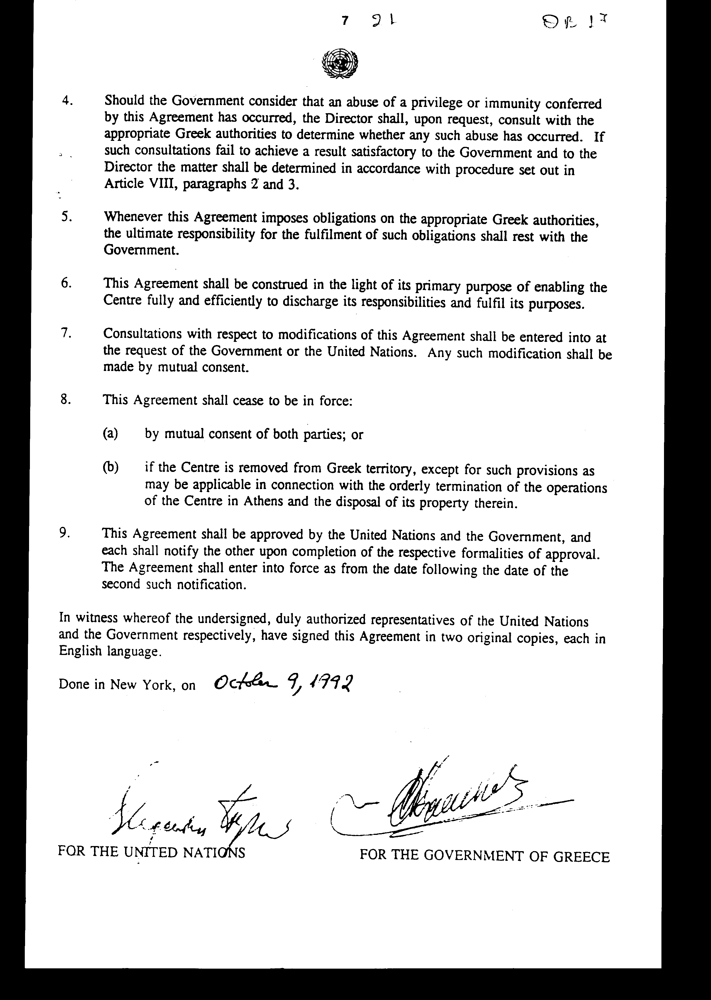 7
4. Should the Government consider that an abuse of a privilege or immunity conferred
by this Agreement has occurred, the Director shall, upon request, consult with the
appropriate Greek authorities to determine whether any such abuse has occurred. If
such consultations fail to achieve a result satisfactory to the Government and to the
Director the matter shall be determined in accordance with procedure set out in
Article VIII, paragraphs 2 and 3.
5. Whenever this Agreement imposes obligations on the appropriate Greek authorities,
the ultimate responsibility for the fulfilment of such obligations shall rest with the
Government.
6. This Agreement shall be construed in the light of its primary purpose of enabling the
Centre fully and efficiently to discharge its responsibilities and fulfil its purposes.
7. Consultations with respect to modifications of this Agreement shall be entered into at
the request of the Government or the United Nations. Any such modification shall be
made by mutual consent.
8. This Agreement shall cease to be in force:
(a) by mutual consent of both parties; or
(b) if the Centre is removed from Greek territory, except for such provisions as
may be applicable in connection with the orderly termination of the operations
of the Centre in Athens and the disposal of its property therein.
9. This Agreement shall be approved by the United Nations and the Government, and
each shall notify the other upon completion of the respective formalities of approval.
The Agreement shall enter into force as from the date following the date of the
second such notification.
In witness whereof the undersigned, duly authorized representatives of the United Nations
and the Government respectively, have signed this Agreement in two original copies, each in
English language.
Done in New York, on October 9, 1992
FOR THE UNITED NATIONS
FOR THE GOVERNMENT OF GREECE